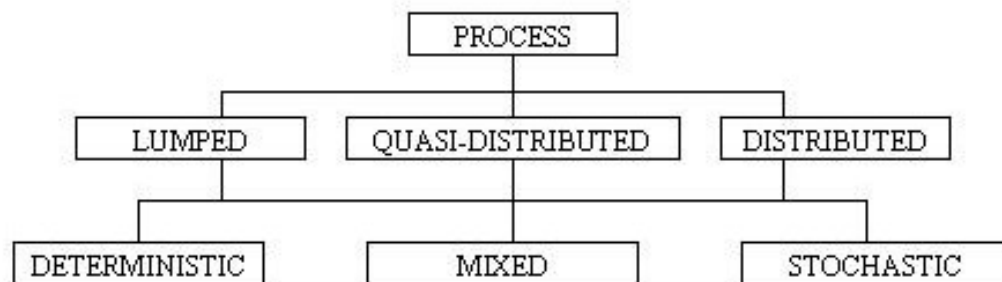 PROCESS
LUMPED QUASI-DISTRIBUTED DISTRIBUTED
DETERMINISTIC MIXED STOCHASTIC